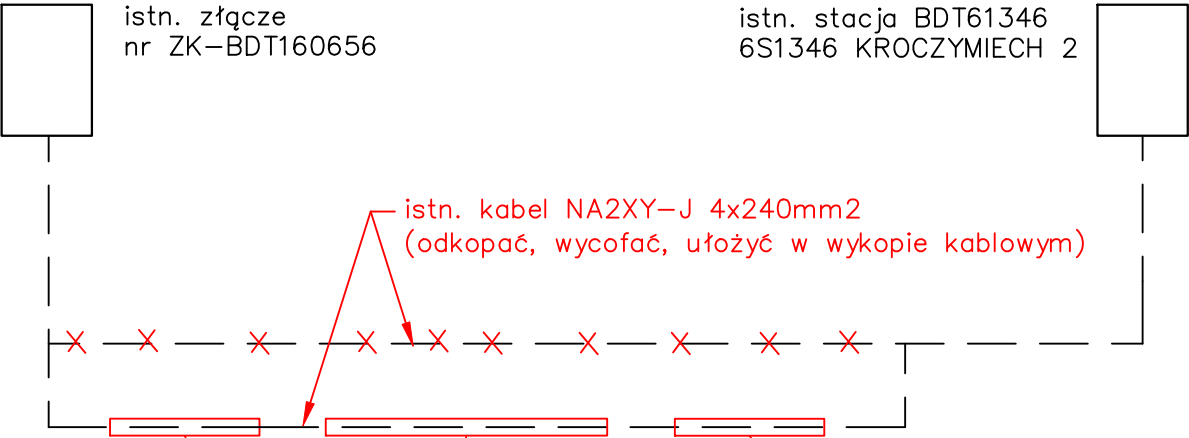 istn. złącze
nr ZK-BDT160656
istn. stacja BDT61346
6S1346 KROCZYMIECH 2
istn. kabel NA2XY-J 4x240mm2
(odkopać, wycofać, ułożyć w wykopie kablowym)